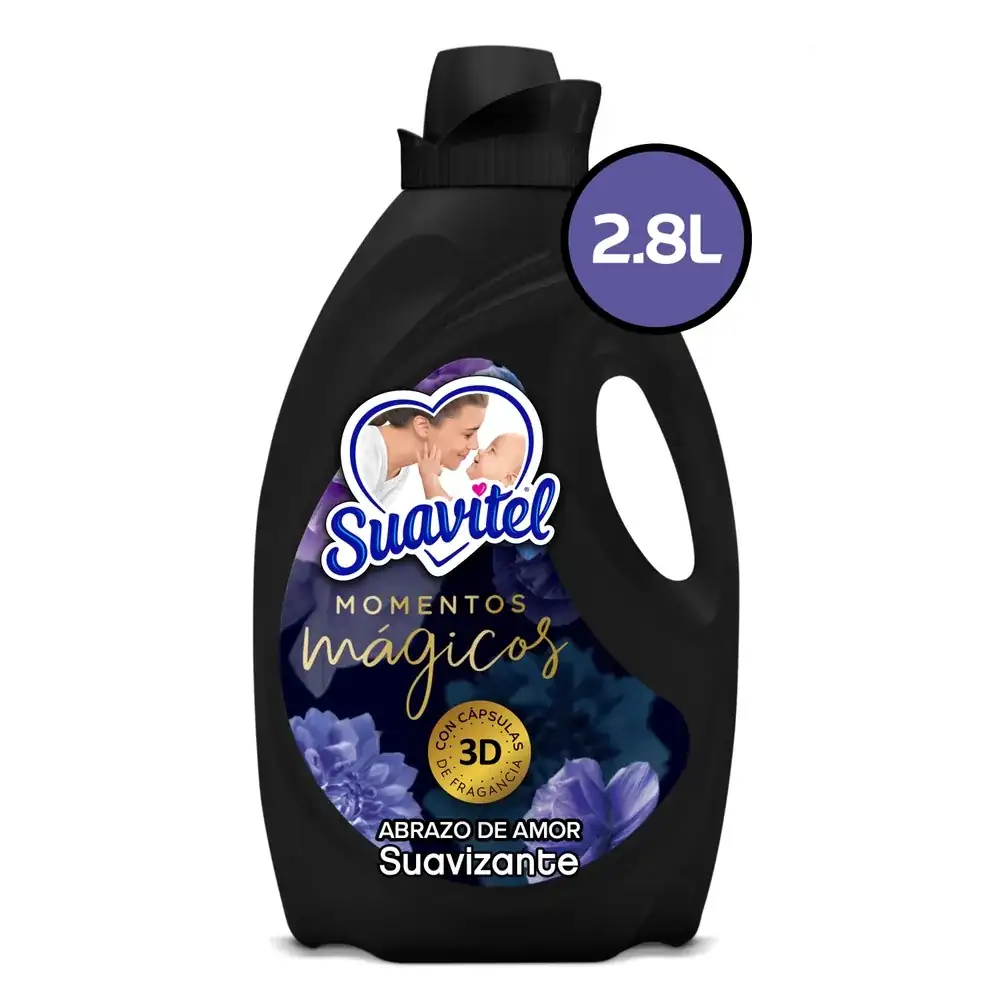 2.8L
Suavitel®
MOMENTOS
mágicos
CON CÁPSULAS
3D
DE FRAGANCIA
ABRAZO DE AMOR
Suavizante